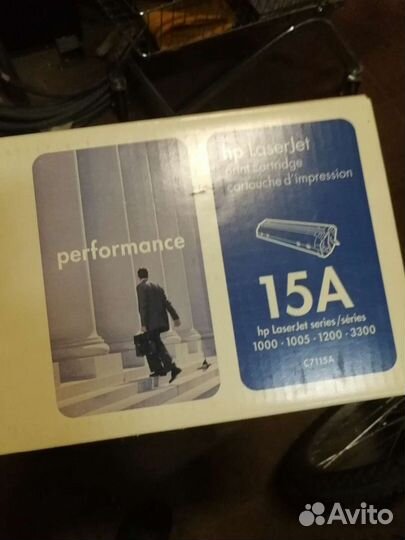 performance
hp LaserJet
print cartridge
cartouche d'impression
15A
hp LaserJet series/séries
1000 · 1005 · 1200 · 3300
C7115A
Avito